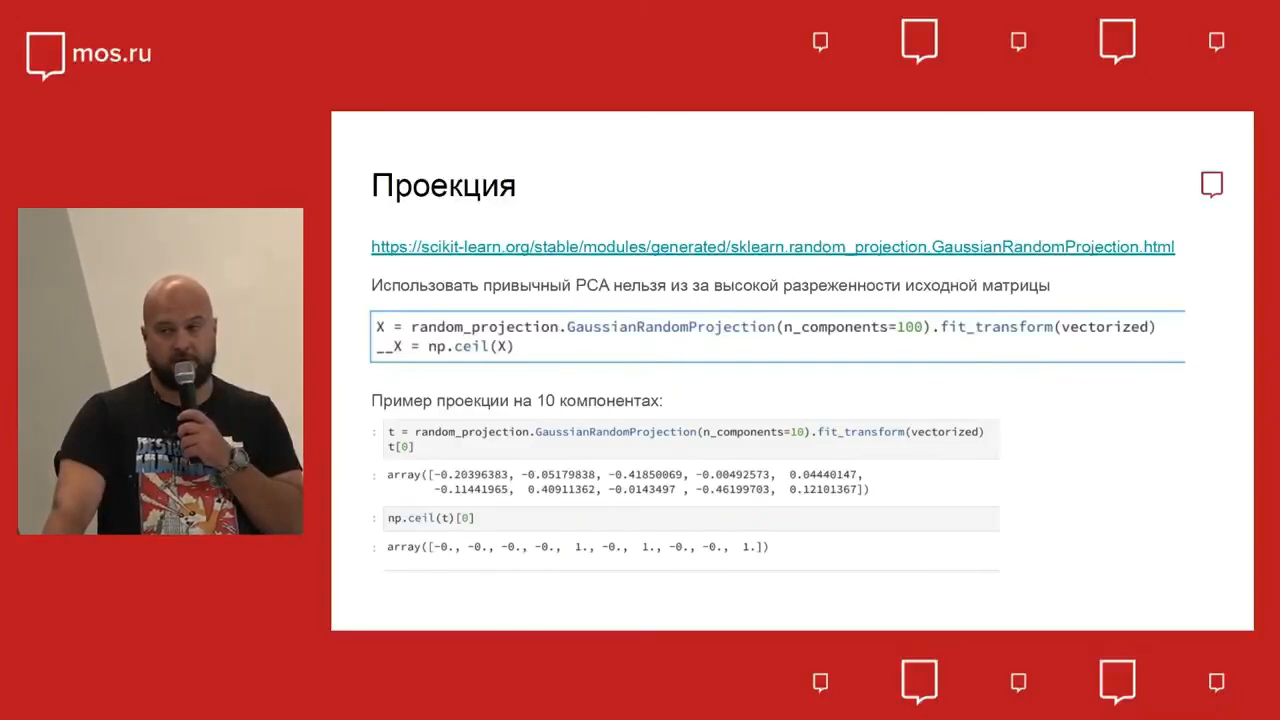 mos.ru
Проекция
https://scikit-learn.org/stable/modules/generated/sklearn.random_projection.GaussianRandomProjection.html
Использовать привычный PCA нельзя из за высокой разреженности исходной матрицы
X = random_projection.GaussianRandomProjection(n_components=100).fit_transform(vectorized)
__X = np.ceil(X)
Пример проекции на 10 компонентах:
: t = random_projection.GaussianRandomProjection(n_components=10).fit_transform(vectorized)
t[0]
: array([-0.20396383, -0.05179838, -0.41850069, -0.00492573, 0.04440147,
-0.11441965, 0.40911362, -0.0143497 , -0.46199703, 0.12101367])
: np.ceil(t)[0]
: array([-0., -0., -0., -0., 1., -0., 1., -0., -0., 1.])